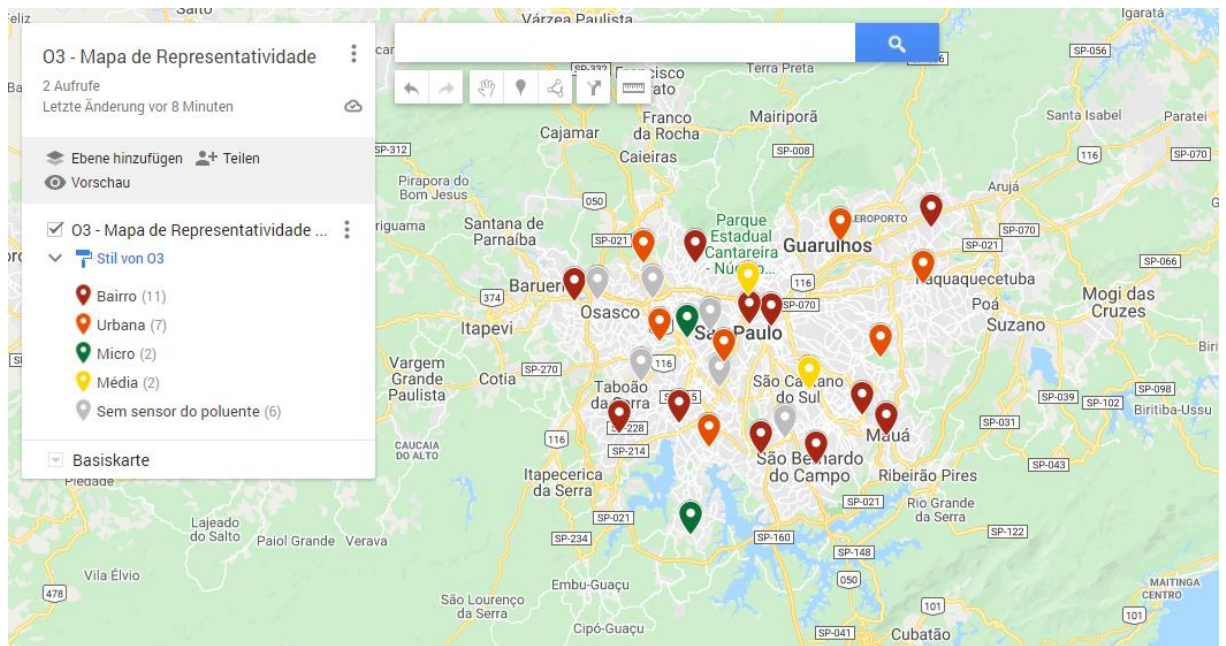 O3 - Mapa de Representatividade
2 Aufrufe
Letzte Änderung vor 8 Minuten
Ebene hinzufügen
Teilen
Vorschau
O3 - Mapa de Representatividade ...
Stil von O3
Bairro (11)
Urbana (7)
Micro (2)
Média (2)
Sem sensor do poluente (6)
Basiskarte
Várzea Paulista
Igaratá
SP-056
Terra Preta
Franco
da Rocha
Mairiporã
Santa Isabel
Paratei
Cajamar
Caieiras
SP-312
SP-008
116
SP-070
Pirapora do
Bom Jesus
050
Arujá
Santana de
Parnaíba
SP-021
Parque
Estadual
Cantareira
Guarulhos
SP-070
SP-021
SP-066
374
116
SP-070
Poá
Mogi das
Cruzes
Itapevi
Osasco
São Paulo
Suzano
Vargem
Grande
Paulista
Cotia
SP-270
116
Taboão
da Serra
São Caetano
do Sul
SP-039
SP-102
SP-098
Biritiba-Ussu
CAUCAIA
DO ALTO
116
SP-228
SP-214
Mauá
SP-031
Itapecerica
da Serra
São Bernardo
do Campo
Ribeirão Pires
SP-043
Piedade
SP-021
SP-021
Rio Grande
da Serra
Lajeado
do Salto
Paiol Grande
Verava
SP-234
SP-160
SP-148
SP-122
Vila Élvio
478
Embu-Guaçu
050
São Lourenço
da Serra
Cipó-Guaçu
101
101
MAITINGA
CENTRO
SP-041
Cubatão